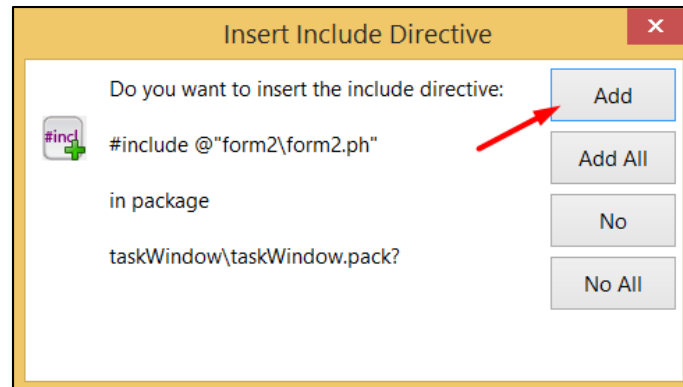 Insert Include Directive
×
Do you want to insert the include directive:
Add
#incl
#include @"form2\form2.ph"
Add All
in package
No
taskWindow\taskWindow.pack?
No All